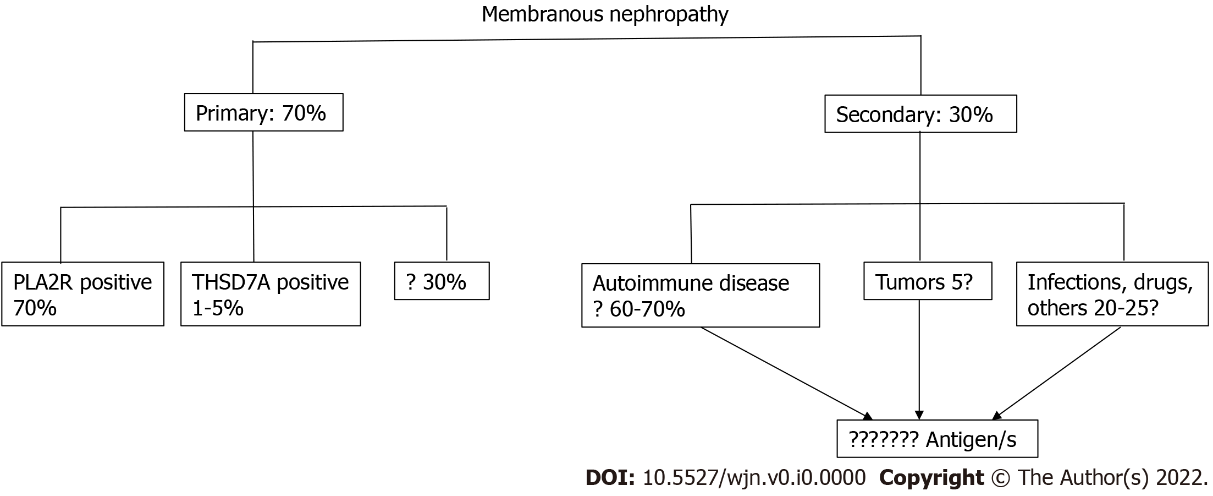 Membranous nephropathy
Primary: 70%
Secondary: 30%
PLA2R positive
70%
THSD7A positive
1-5%
? 30%
Autoimmune disease
? 60-70%
Tumors 5?
Infections, drugs,
others 20-25?
??????? Antigen/s
DOI: 10.5527/wjn.v0.i0.0000 Copyright © The Author(s) 2022.